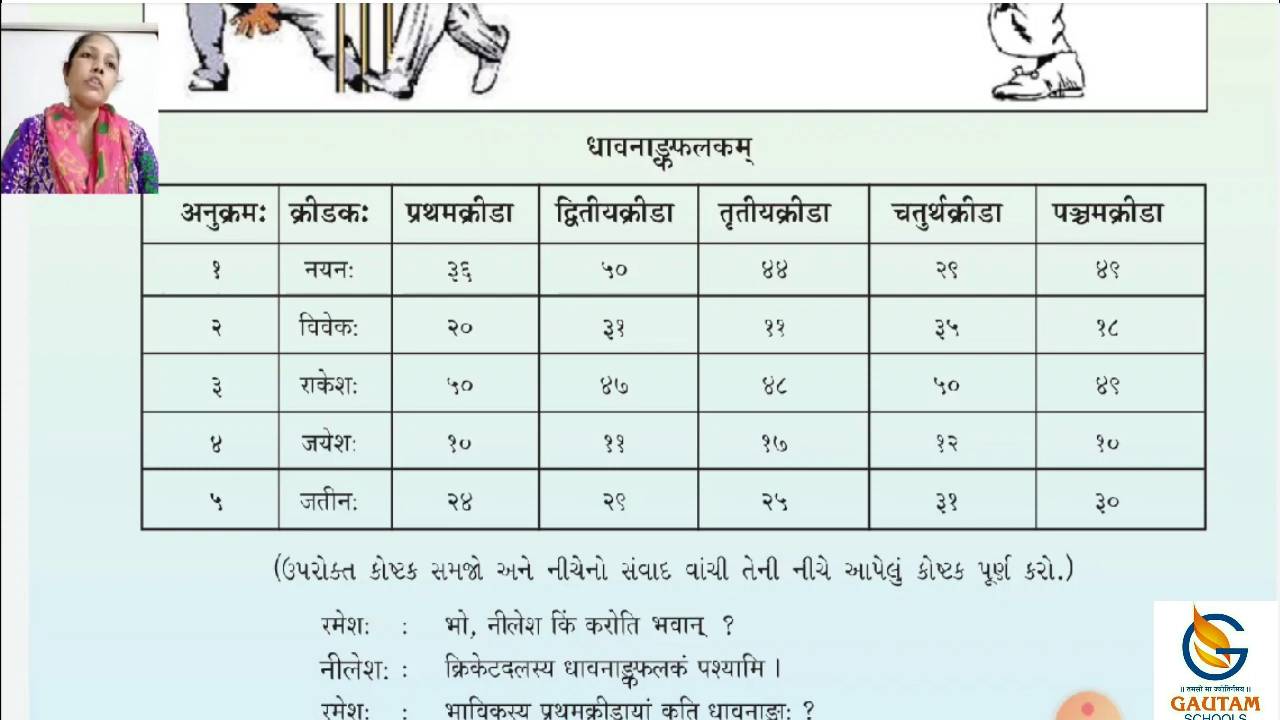 धावनाङ्कफलकम्
अनुक्रमः क्रीडकः प्रथमक्रीडा द्वितीयक्रीडा तृतीयक्रीडा चतुर्थक्रीडा पञ्चमक्रीडा
१ नयनः ३६ ५० ४४ २९ ४९
२ विवेकः २० ३१ ११ ३५ १८
३ राकेशः ५० ४७ ४८ ५० ४९
४ जयेशः १० ११ १७ १२ १०
५ जतीनः २४ २९ २५ ३१ ३०
(ઉપરોક્ત કોષ્ટક સમજો અને નીચેનો સંવાદ વાંચી તેની નીચે આપેલું કોષ્ટક પૂર્ણ કરો.)
रमेशः : भो, नीलेश किं करोति भवान् ?
नीलेशः : क्रिकेटदलस्य धावनाङ्कफलकं पश्यामि ।
रमेशः : भाविकस्य प्रथमक्रीडायां कति धावनाङ्काः ?
॥ तमसो मा ज्योतिर्गमय ॥
GAUTAM
SCHOOLS